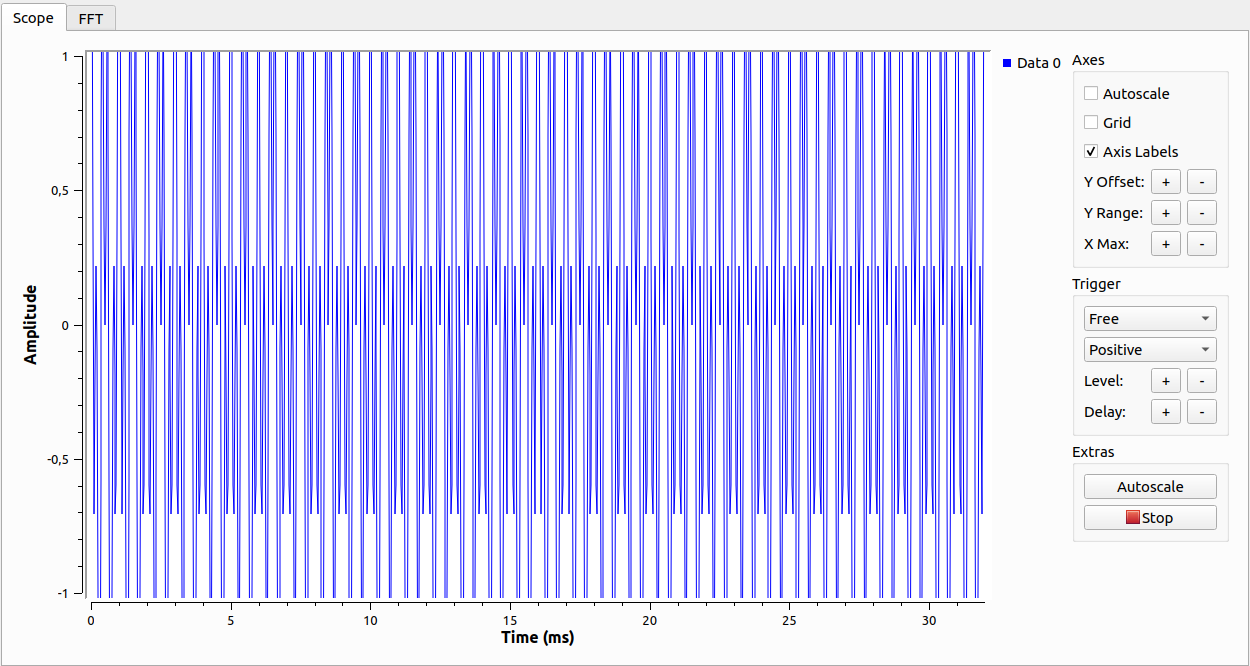 Scope
FFT
1
0,5
0
-0,5
-1
Amplitude
0
5
10
15
20
25
30
Time (ms)
Data 0
Axes
Autoscale
Grid
Axis Labels
Y Offset: + -
Y Range: + -
X Max: + -
Trigger
Free
Positive
Level: + -
Delay: + -
Extras
Autoscale
Stop